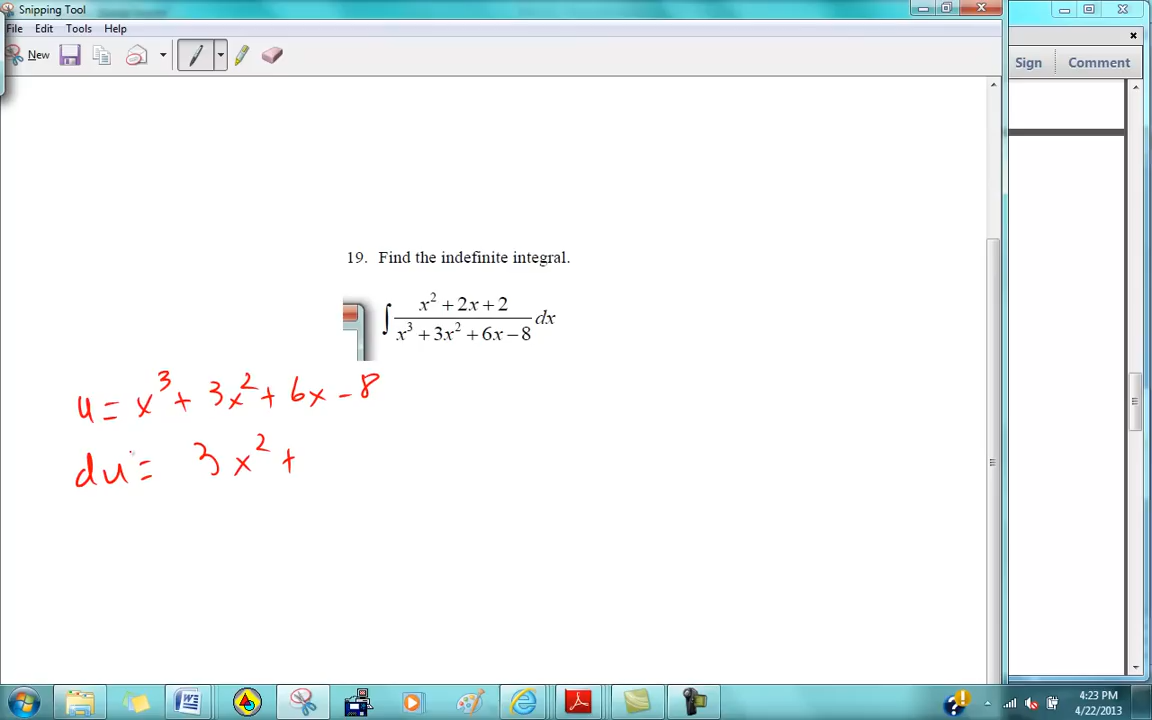 Snipping Tool
File Edit Tools Help
New
Sign Comment
19. Find the indefinite integral.
∫ (x² + 2x + 2)/(x³ + 3x² + 6x − 8) dx
u = x³ + 3x² + 6x − 8
du = 3x² +
4:23 PM
4/22/2013